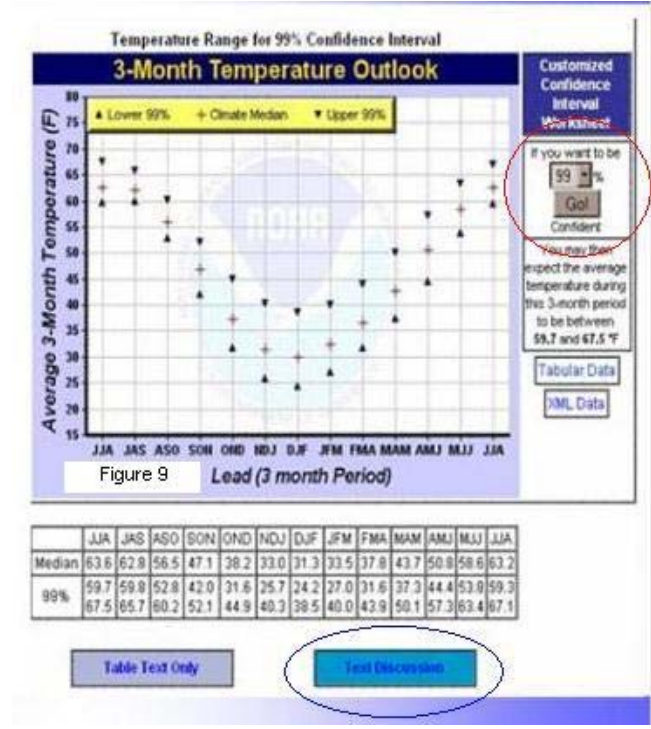 Temperature Range for 99% Confidence Interval
3-Month Temperature Outlook
Lower 99% Climate Median Upper 99%
Average 3-Month Temperature (F)
80
75
70
65
60
55
50
45
40
35
30
25
20
15
NOAA
JJA JAS ASO SON OND NDJ DJF JFM FMA MAM AMJ MJJ JJA
Figure 9
Lead (3 month Period)
Customized
Confidence
Interval
Worksheet
If you want to be
99 %
Go!
Confident
You may then
expect the average
temperature during
this 3-month period
to be between
59.7 and 67.5 °F
Tabular Data
XML Data
JJA JAS ASO SON OND NDJ DJF JFM FMA MAM AMJ MJJ JJA
Median 63.6 62.8 56.5 47.1 38.2 33.0 31.3 33.5 37.8 43.7 50.8 58.6 63.2
99% 59.7 59.8 52.8 42.0 31.6 25.7 24.2 27.0 31.6 37.3 44.4 53.8 59.3
67.5 65.7 60.2 52.1 44.9 40.3 38.5 40.0 43.9 50.1 57.3 63.4 67.1
Table Text Only
Text Discussion